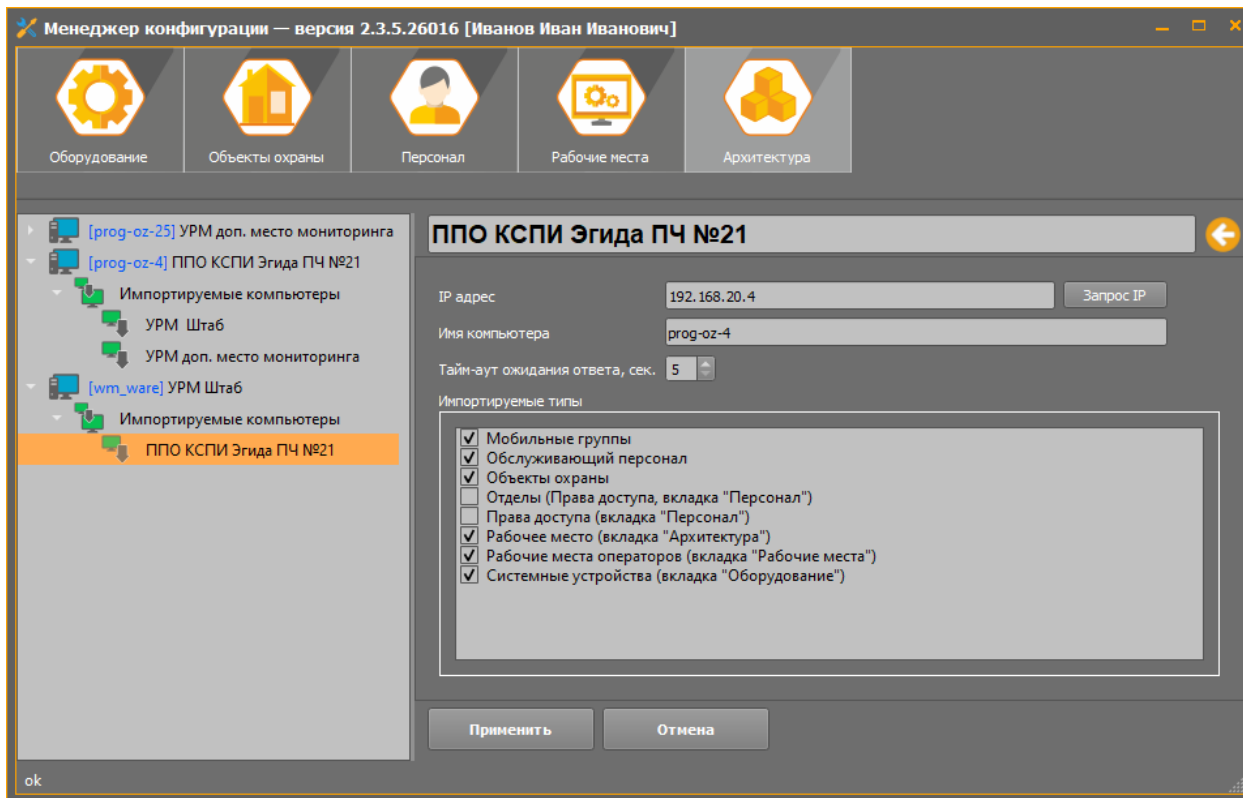 Менеджер конфигурации — версия 2.3.5.26016 [Иванов Иван Иванович]
Оборудование
Объекты охраны
Персонал
Рабочие места
Архитектура
[prog-oz-25] УРМ доп. место мониторинга
[prog-oz-4] ППО КСПИ Эгида ПЧ №21
Импортируемые компьютеры
УРМ Штаб
УРМ доп. место мониторинга
[wm_ware] УРМ Штаб
Импортируемые компьютеры
ППО КСПИ Эгида ПЧ №21
ППО КСПИ Эгида ПЧ №21
IP адрес 192.168.20.4 Запрос IP
Имя компьютера prog-oz-4
Тайм-аут ожидания ответа, сек. 5
Импортируемые типы
Мобильные группы
Обслуживающий персонал
Объекты охраны
Отделы (Права доступа, вкладка "Персонал")
Права доступа (вкладка "Персонал")
Рабочее место (вкладка "Архитектура")
Рабочие места операторов (вкладка "Рабочие места")
Системные устройства (вкладка "Оборудование")
Применить Отмена
ok